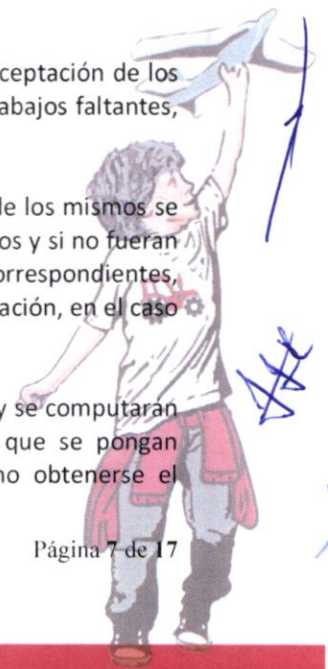 ceptación de los
abajos faltantes,
de los mismos se
os y si no fueran
orrespondientes,
ación, en el caso
y se computarán
que se pongan
no obtenerse el
Página 7 de 17